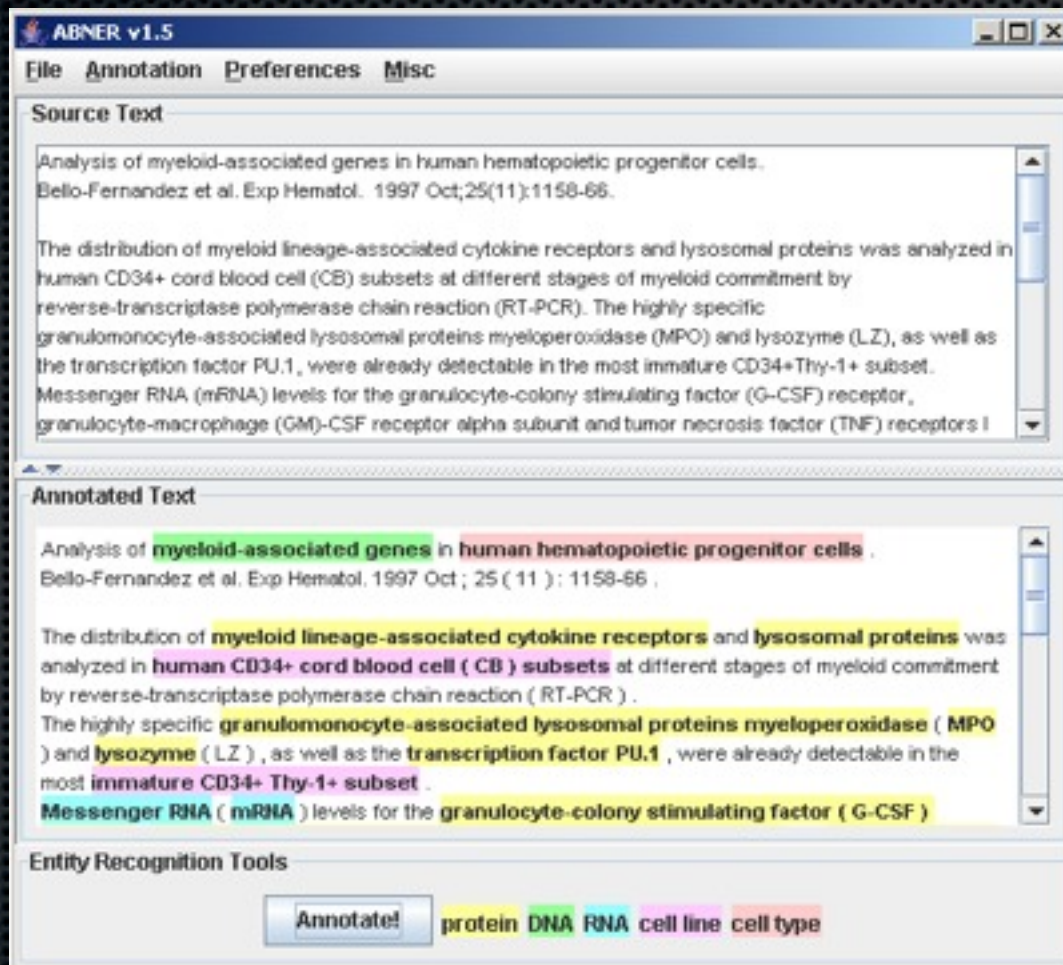 ABNER v1.5
File Annotation Preferences Misc
Source Text
Analysis of myeloid-associated genes in human hematopoietic progenitor cells.
Bello-Fernandez et al. Exp Hematol. 1997 Oct;25(11):1158-66.
The distribution of myeloid lineage-associated cytokine receptors and lysosomal proteins was analyzed in
human CD34+ cord blood cell (CB) subsets at different stages of myeloid commitment by
reverse-transcriptase polymerase chain reaction (RT-PCR). The highly specific
granulomonocyte-associated lysosomal proteins myeloperoxidase (MPO) and lysozyme (LZ), as well as
the transcription factor PU.1, were already detectable in the most immature CD34+Thy-1+ subset.
Messenger RNA (mRNA) levels for the granulocyte-colony stimulating factor (G-CSF) receptor,
granulocyte-macrophage (GM)-CSF receptor alpha subunit and tumor necrosis factor (TNF) receptors I
Annotated Text
Analysis of myeloid-associated genes in human hematopoietic progenitor cells .
Bello-Fernandez et al. Exp Hematol. 1997 Oct ; 25 ( 11 ) : 1158-66 .
The distribution of myeloid lineage-associated cytokine receptors and lysosomal proteins was
analyzed in human CD34+ cord blood cell ( CB ) subsets at different stages of myeloid commitment
by reverse-transcriptase polymerase chain reaction ( RT-PCR ) .
The highly specific granulomonocyte-associated lysosomal proteins myeloperoxidase ( MPO
) and lysozyme ( LZ ) , as well as the transcription factor PU.1 , were already detectable in the
most immature CD34+ Thy-1+ subset .
Messenger RNA ( mRNA ) levels for the granulocyte-colony stimulating factor ( G-CSF )
Entity Recognition Tools
Annotate! protein DNA RNA cell line cell type